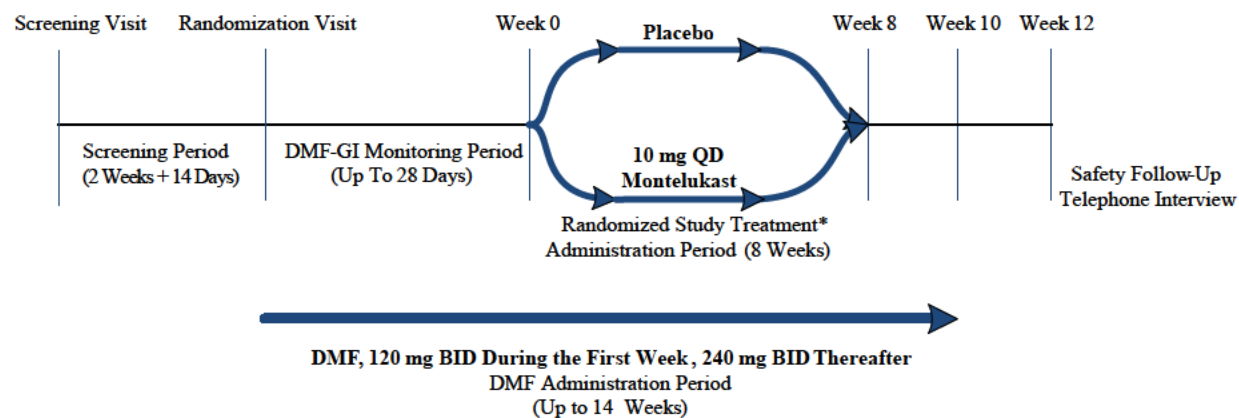 Screening Visit
Randomization Visit
Week 0
Week 8
Week 10
Week 12
Placebo
Screening Period
(2 Weeks + 14 Days)
DMF-GI Monitoring Period
(Up To 28 Days)
10 mg QD
Montelukast
Randomized Study Treatment*
Administration Period (8 Weeks)
Safety Follow-Up
Telephone Interview
DMF, 120 mg BID During the First Week , 240 mg BID Thereafter
DMF Administration Period
(Up to 14 Weeks)